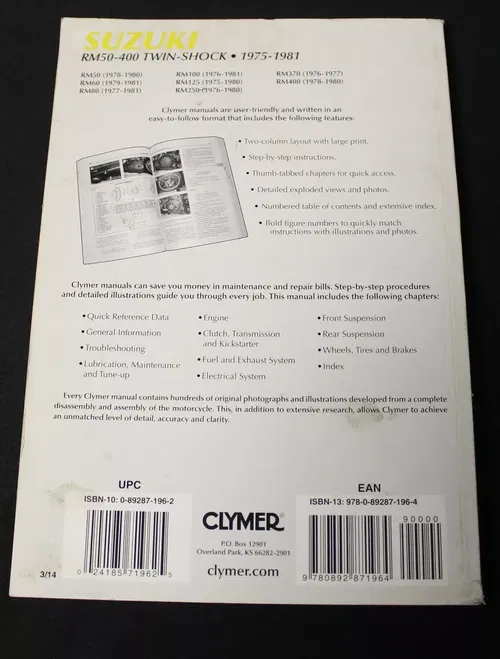 SUZUKI
RM50-400 TWIN-SHOCK • 1975-1981
RM50 (1978-1980) RM100 (1976-1981) RM370 (1976-1977)
RM60 (1979-1981) RM125 (1975-1980) RM400 (1978-1980)
RM80 (1977-1981) RM250 (1976-1980)
Clymer manuals are user-friendly and written in an
easy-to-follow format that includes the following features:
• Two-column layout with large print.
• Step-by-step instructions.
• Thumb-tabbed chapters for quick access.
• Detailed exploded views and photos.
• Numbered table of contents and extensive index.
• Bold figure numbers to quickly match
instructions with illustrations and photos.
Clymer manuals can save you money in maintenance and repair bills. Step-by-step procedures
and detailed illustrations guide you through every job. This manual includes the following chapters:
• Quick Reference Data
• General Information
• Troubleshooting
• Lubrication, Maintenance
and Tune-up
• Engine
• Clutch, Transmission
and Kickstarter
• Fuel and Exhaust System
• Electrical System
• Front Suspension
• Rear Suspension
• Wheels, Tires and Brakes
• Index
Every Clymer manual contains hundreds of original photographs and illustrations developed from a complete
disassembly and assembly of the motorcycle. This, in addition to extensive research, allows Clymer to achieve
an unmatched level of detail, accuracy and clarity.
UPC
ISBN-10: 0-89287-196-2
0 24185 71962 5
3/14
CLYMER®
P.O. Box 12901
Overland Park, KS 66282-2901
clymer.com
EAN
ISBN-13: 978-0-89287-196-4
90000
9 780892 871964